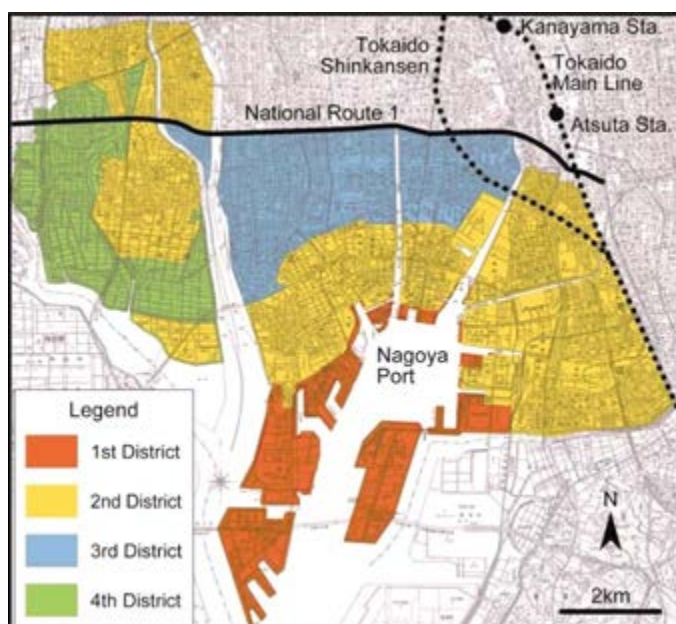 Kanayama Sta.
Tokaido
Shinkansen
Tokaido
Main Line
National Route 1
Atsuta Sta.
Nagoya
Port
Legend
1st District
2nd District
3rd District
4th District
N
2km